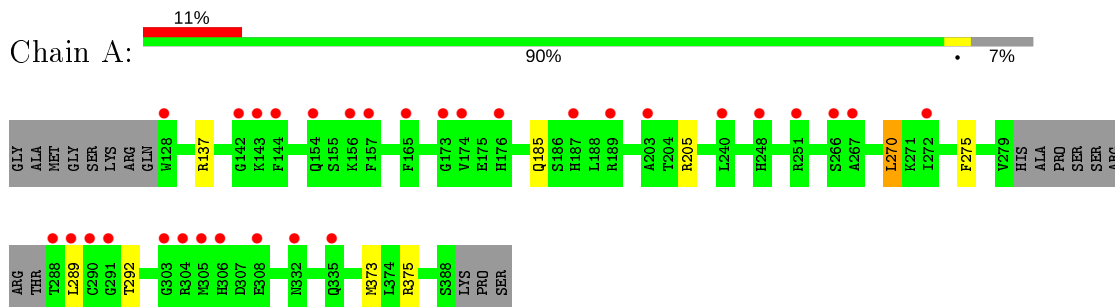 11%
Chain A:
90%
•
7%
GLY ALA MET GLY SER LYS ARG GLN W128 R137 G142 K143 F144 Q154 S155 K156 F157 F165 G173 V174 E175 H176 Q185 S186 H187 L188 R189 A203 T204 R205 L240 H248 R251 S266 A267 L270 K271 I272 F275 V279 HIS ALA PRO SER SER ARG
ARG THR T288 L289 C290 G291 T292 G303 R304 M305 H306 D307 E308 N332 Q335 M373 L374 R375 S388 LYS PRO SER